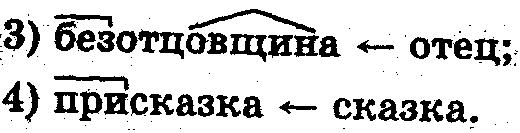 3) безотцовщина ← отец;
4) присказка ← сказка.